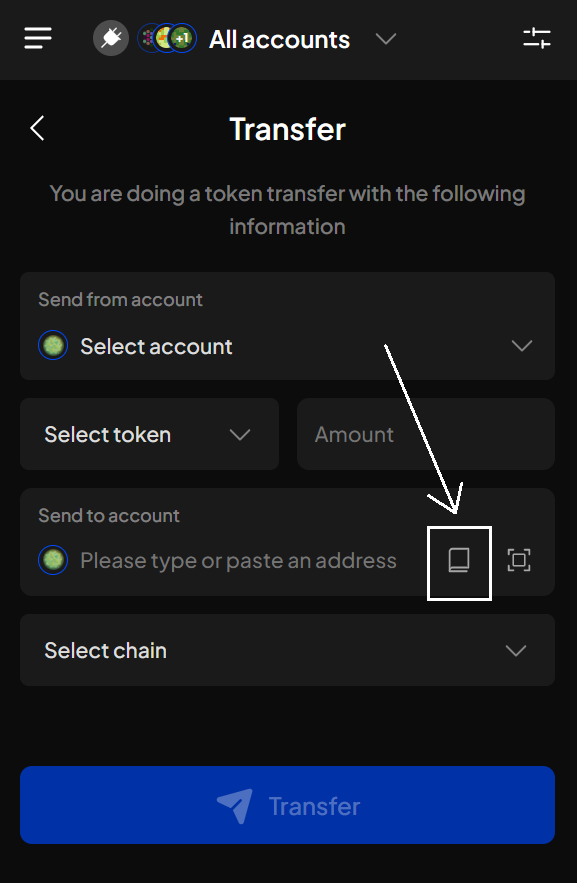 +1 All accounts
Transfer
You are doing a token transfer with the following
information
Send from account
Select account
Select token
Amount
Send to account
Please type or paste an address
Select chain
Transfer